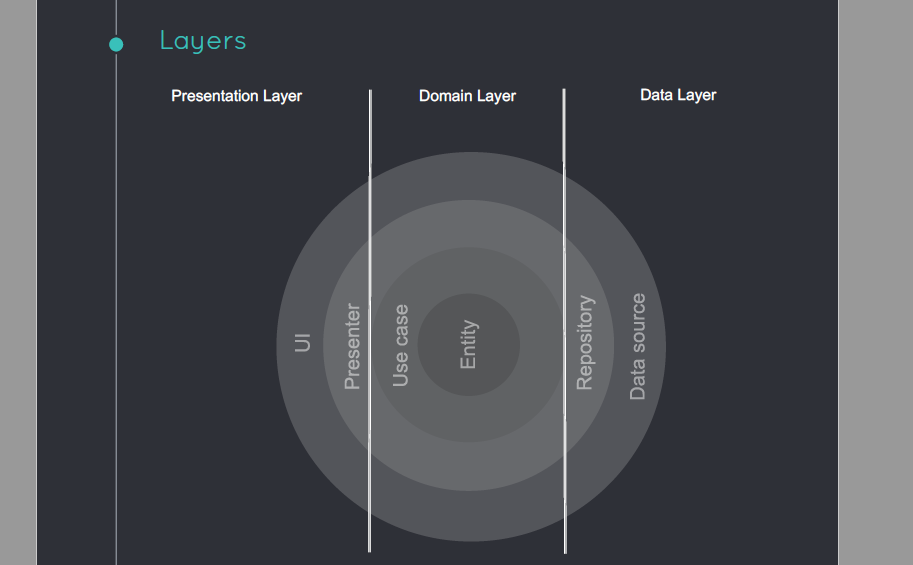 Layers
Presentation Layer
Domain Layer
Data Layer
UI
Presenter
Use case
Entity
Repository
Data source